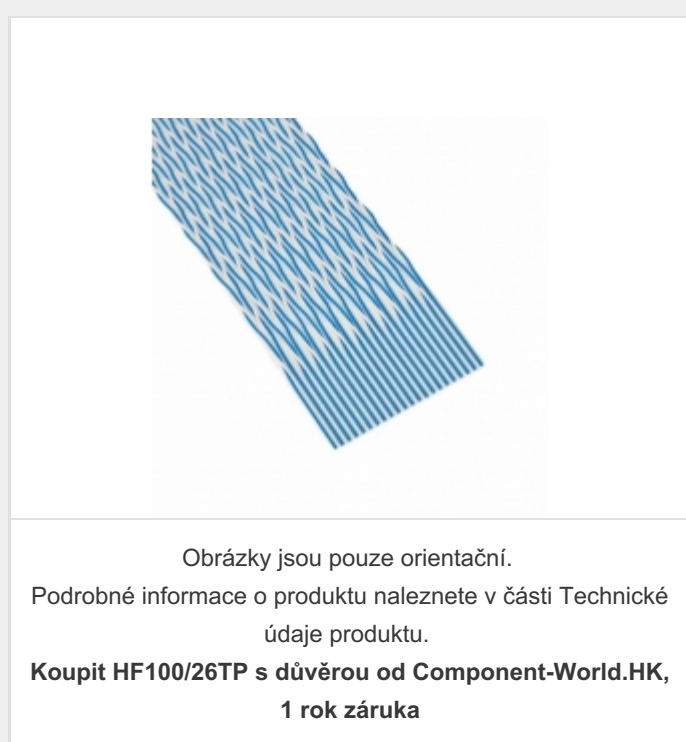 Obrázky jsou pouze orientační.
Podrobné informace o produktu naleznete v části Technické
údaje produktu.
Koupit HF100/26TP s důvěrou od Component-World.HK,
1 rok záruka